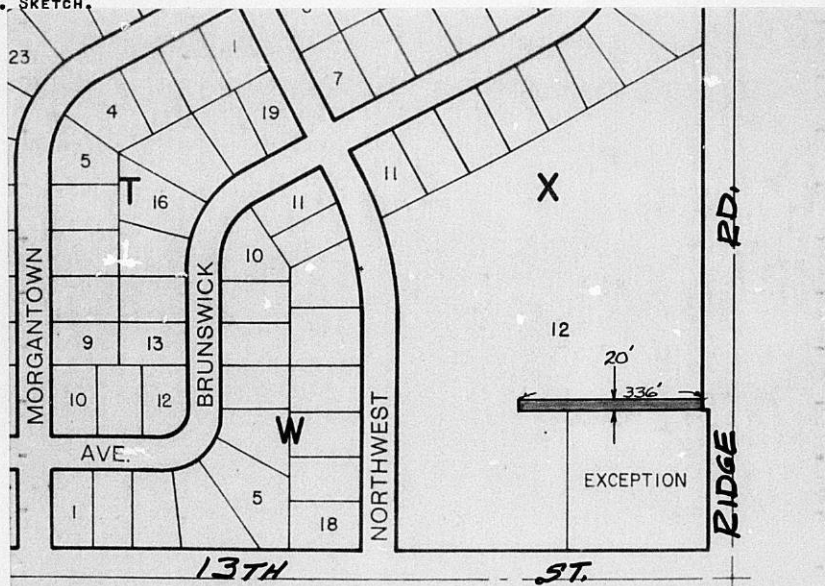 SKETCH.
23
1
7
4
19
5
T
16
11
11
X
10
RD.
MORGANTOWN
BRUNSWICK
12
9
13
20'
336'
10
12
W
AVE.
NORTHWEST
EXCEPTION
RIDGE
1
5
18
13TH
ST.